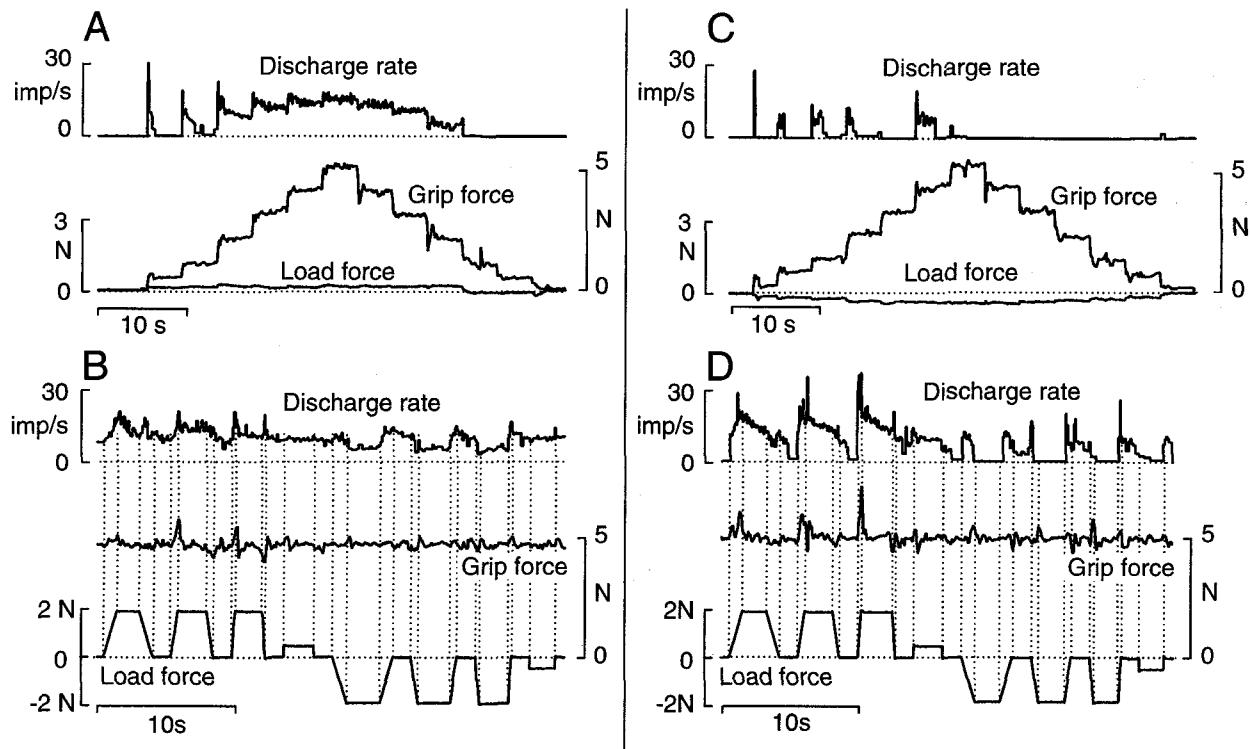 A
30
imp/s
0
Discharge rate
5
N
0
Grip force
3
N
0
Load force
10 s
B
30
imp/s
0
Discharge rate
5
N
0
Grip force
2 N
0
-2 N
Load force
10s
C
30
imp/s
0
Discharge rate
5
N
0
Grip force
3
N
0
Load force
10 s
D
30
imp/s
0
Discharge rate
5
N
0
Grip force
2N
0
-2N
Load force
10s